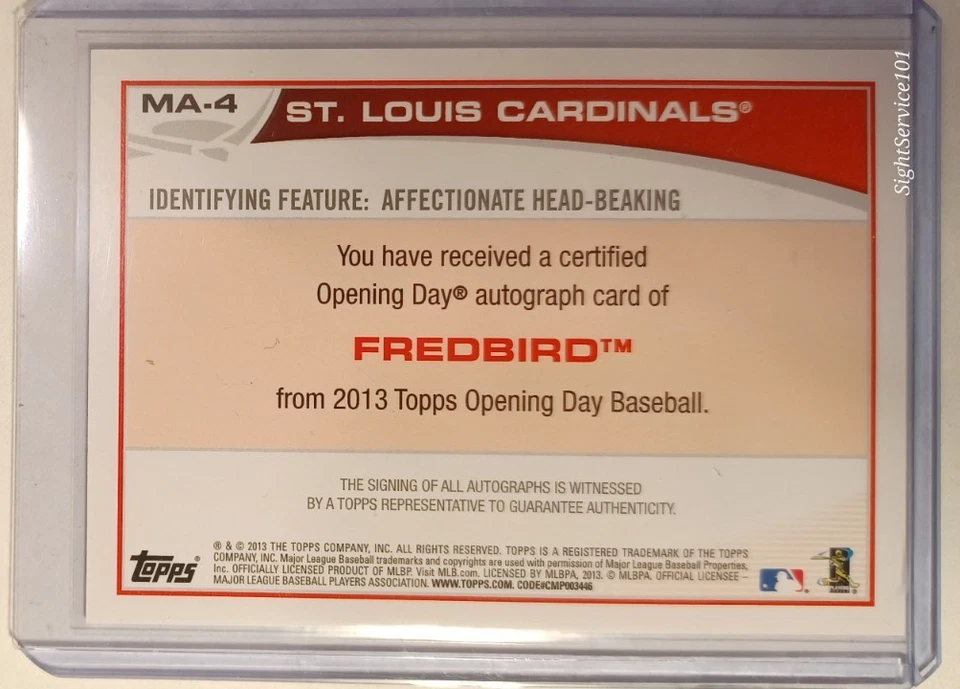 MA-4
ST. LOUIS CARDINALS®
IDENTIFYING FEATURE: AFFECTIONATE HEAD-BEAKING
You have received a certified
Opening Day® autograph card of
FREDBIRD™
from 2013 Topps Opening Day Baseball.
THE SIGNING OF ALL AUTOGRAPHS IS WITNESSED
BY A TOPPS REPRESENTATIVE TO GUARANTEE AUTHENTICITY.
Topps®
® & © 2013 THE TOPPS COMPANY, INC. ALL RIGHTS RESERVED. TOPPS IS A REGISTERED TRADEMARK OF THE TOPPS
COMPANY, INC. Major League Baseball trademarks and copyrights are used with permission of Major League Baseball Properties,
Inc. OFFICIALLY LICENSED PRODUCT OF MLBP. Visit MLB.com. LICENSED BY MLBPA, 2013. © MLBPA. OFFICIAL LICENSEE –
MAJOR LEAGUE BASEBALL PLAYERS ASSOCIATION. WWW.TOPPS.COM. CODE#CMP003446
SightService101